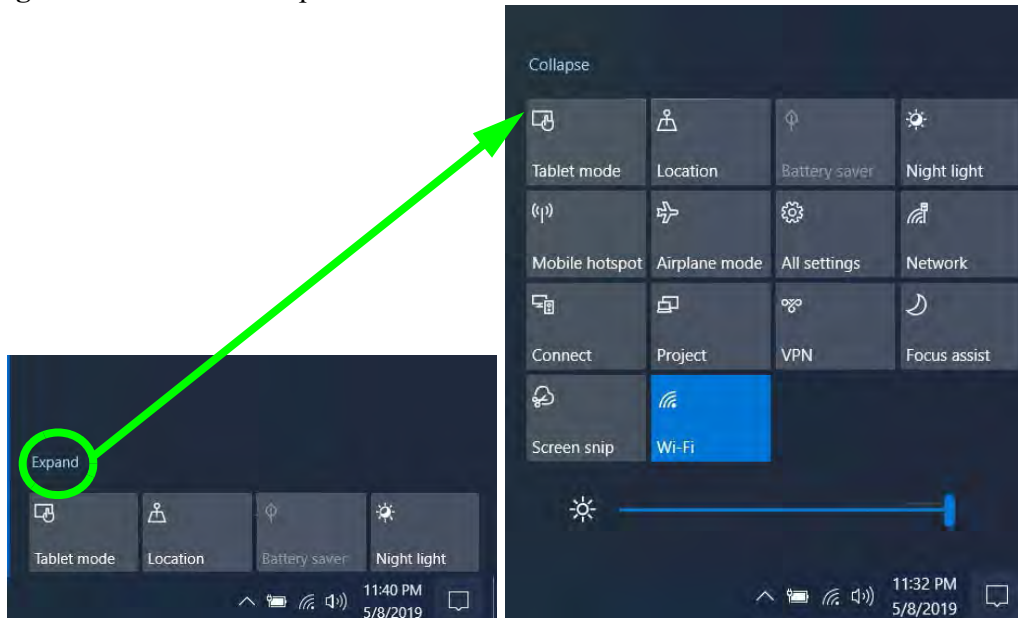 Collapse
Tablet mode Location Battery saver Night light
Mobile hotspot Airplane mode All settings Network
Connect Project VPN Focus assist
Screen snip Wi-Fi
11:32 PM
5/8/2019
Expand
Tablet mode Location Battery saver Night light
11:40 PM
5/8/2019